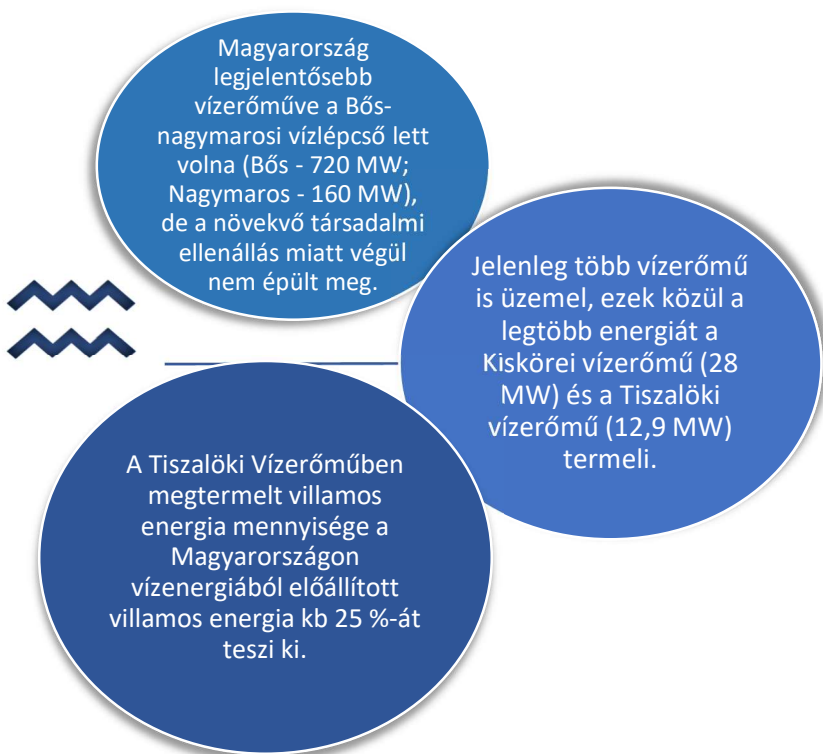 Magyarország
legjelentősebb
vízerőműve a Bős-
nagymarosi vízlépcső lett
volna (Bős - 720 MW;
Nagymaros - 160 MW),
de a növekvő társadalmi
ellenállás miatt végül
nem épült meg.
Jelenleg több vízerőmű
is üzemel, ezek közül a
legtöbb energiát a
Kiskörei vízerőmű (28
MW) és a Tiszalöki
vízerőmű (12,9 MW)
termeli.
A Tiszalöki Vízerőműben
megtermelt villamos
energia mennyisége a
Magyarországon
vízenergiából előállított
villamos energia kb 25 %-át
teszi ki.